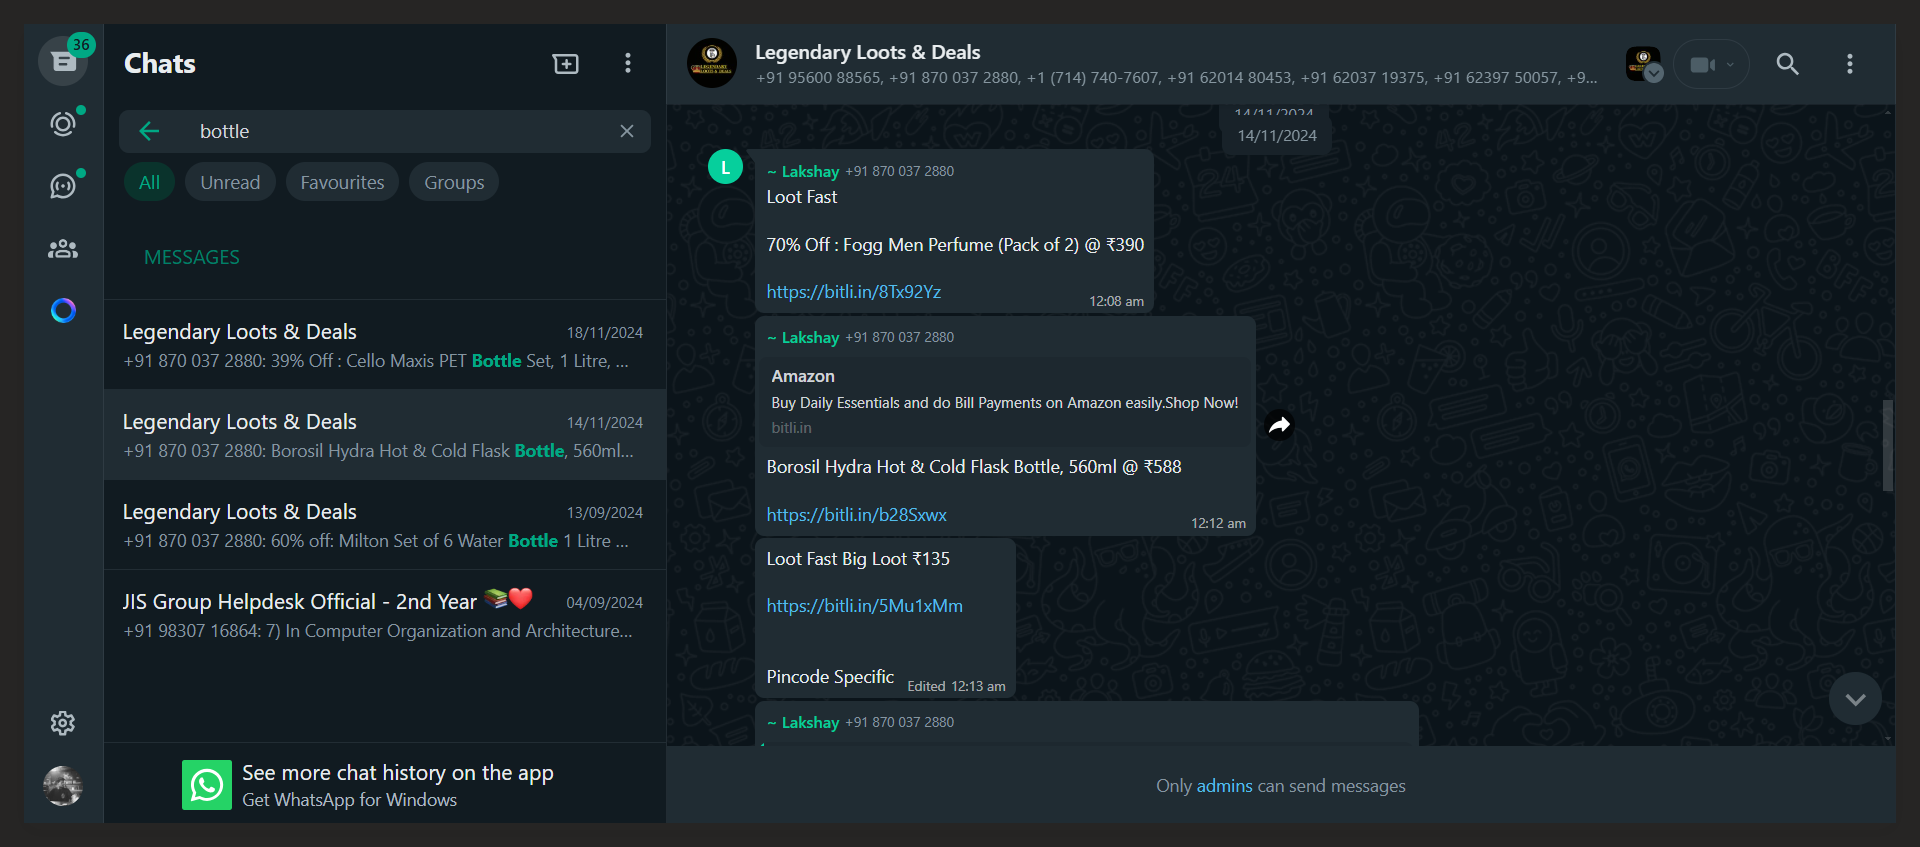 36
Chats
bottle
All
Unread
Favourites
Groups
MESSAGES
Legendary Loots & Deals
18/11/2024
+91 870 037 2880: 39% Off : Cello Maxis PET Bottle Set, 1 Litre, ...
Legendary Loots & Deals
14/11/2024
+91 870 037 2880: Borosil Hydra Hot & Cold Flask Bottle, 560ml...
Legendary Loots & Deals
13/09/2024
+91 870 037 2880: 60% off: Milton Set of 6 Water Bottle 1 Litre ...
JIS Group Helpdesk Official - 2nd Year 📚❤️
04/09/2024
+91 98307 16864: 7) In Computer Organization and Architecture...
See more chat history on the app
Get WhatsApp for Windows
Legendary Loots & Deals
+91 95600 88565, +91 870 037 2880, +1 (714) 740-7607, +91 62014 80453, +91 62037 19375, +91 62397 50057, +9...
14/11/2024
14/11/2024
L
~ Lakshay +91 870 037 2880
Loot Fast
70% Off : Fogg Men Perfume (Pack of 2) @ ₹390
https://bitli.in/8Tx92Yz
12:08 am
~ Lakshay +91 870 037 2880
Amazon
Buy Daily Essentials and do Bill Payments on Amazon easily.Shop Now!
bitli.in
Borosil Hydra Hot & Cold Flask Bottle, 560ml @ ₹588
https://bitli.in/b28Sxwx
12:12 am
Loot Fast Big Loot ₹135
https://bitli.in/5Mu1xMm
Pincode Specific
Edited 12:13 am
~ Lakshay +91 870 037 2880
Only admins can send messages